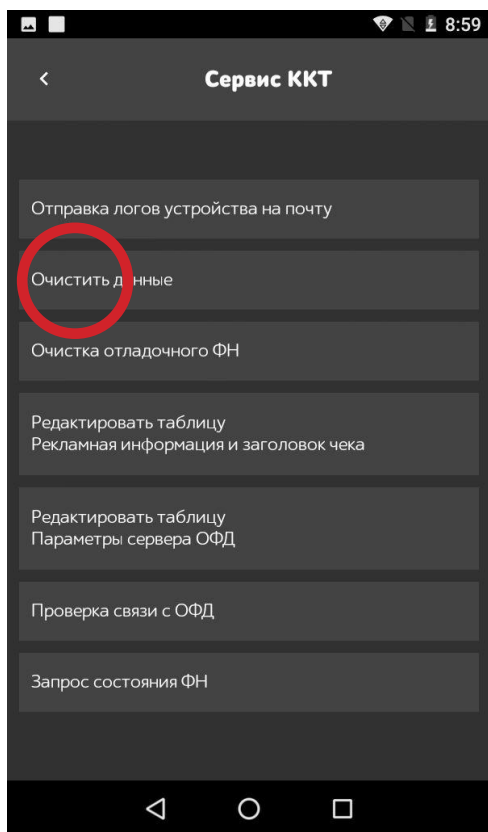 8:59
Сервис ККТ
Отправка логов устройства на почту
Очистить данные
Очистка отладочного ФН
Редактировать таблицу
Рекламная информация и заголовок чека
Редактировать таблицу
Параметры сервера ОФД
Проверка связи с ОФД
Запрос состояния ФН